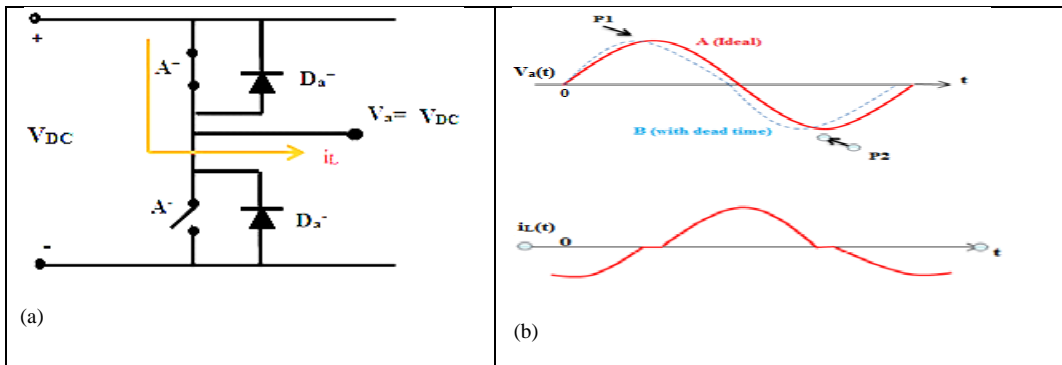 +
A⁻
Dₐ⁻
Vₐ= V_DC
V_DC
i_L
A⁻
Dₐ⁻
-
(a)
P1
A (Ideal)
Vₐ(t)
t
0
B (with dead time)
P2
i_L(t)
0
t
(b)